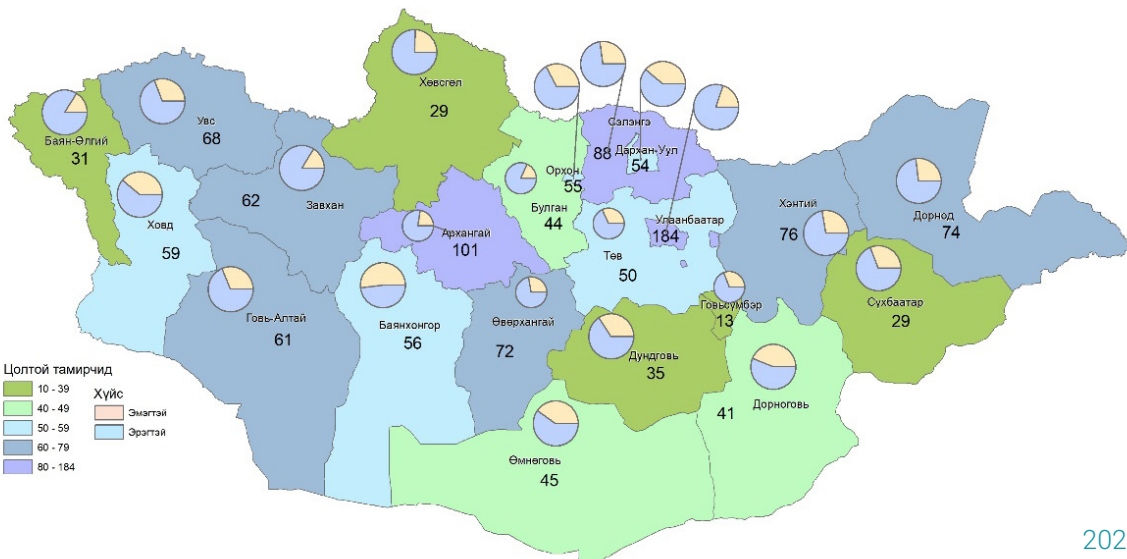 Хөвсгөл
29
Баян-Өлгий
31
Увс
68
Ховд
59
62
Завхан
Говь-Алтай
61
Архангай
101
Баянхонгор
56
Өвөрхангай
72
Булган
44
Орхон
55
Сэлэнгэ
88
Дархан-Уул
54
Улаанбаатар
184
Төв
50
Хэнтий
76
Дорнод
74
Сүхбаатар
29
Говьсүмбэр
13
Дундговь
35
Дорноговь
41
Өмнөговь
45
Цолтой тамирчид
10 - 39
40 - 49
50 - 59
60 - 79
80 - 184
Хүйс
Эмэгтэй
Эрэгтэй
202